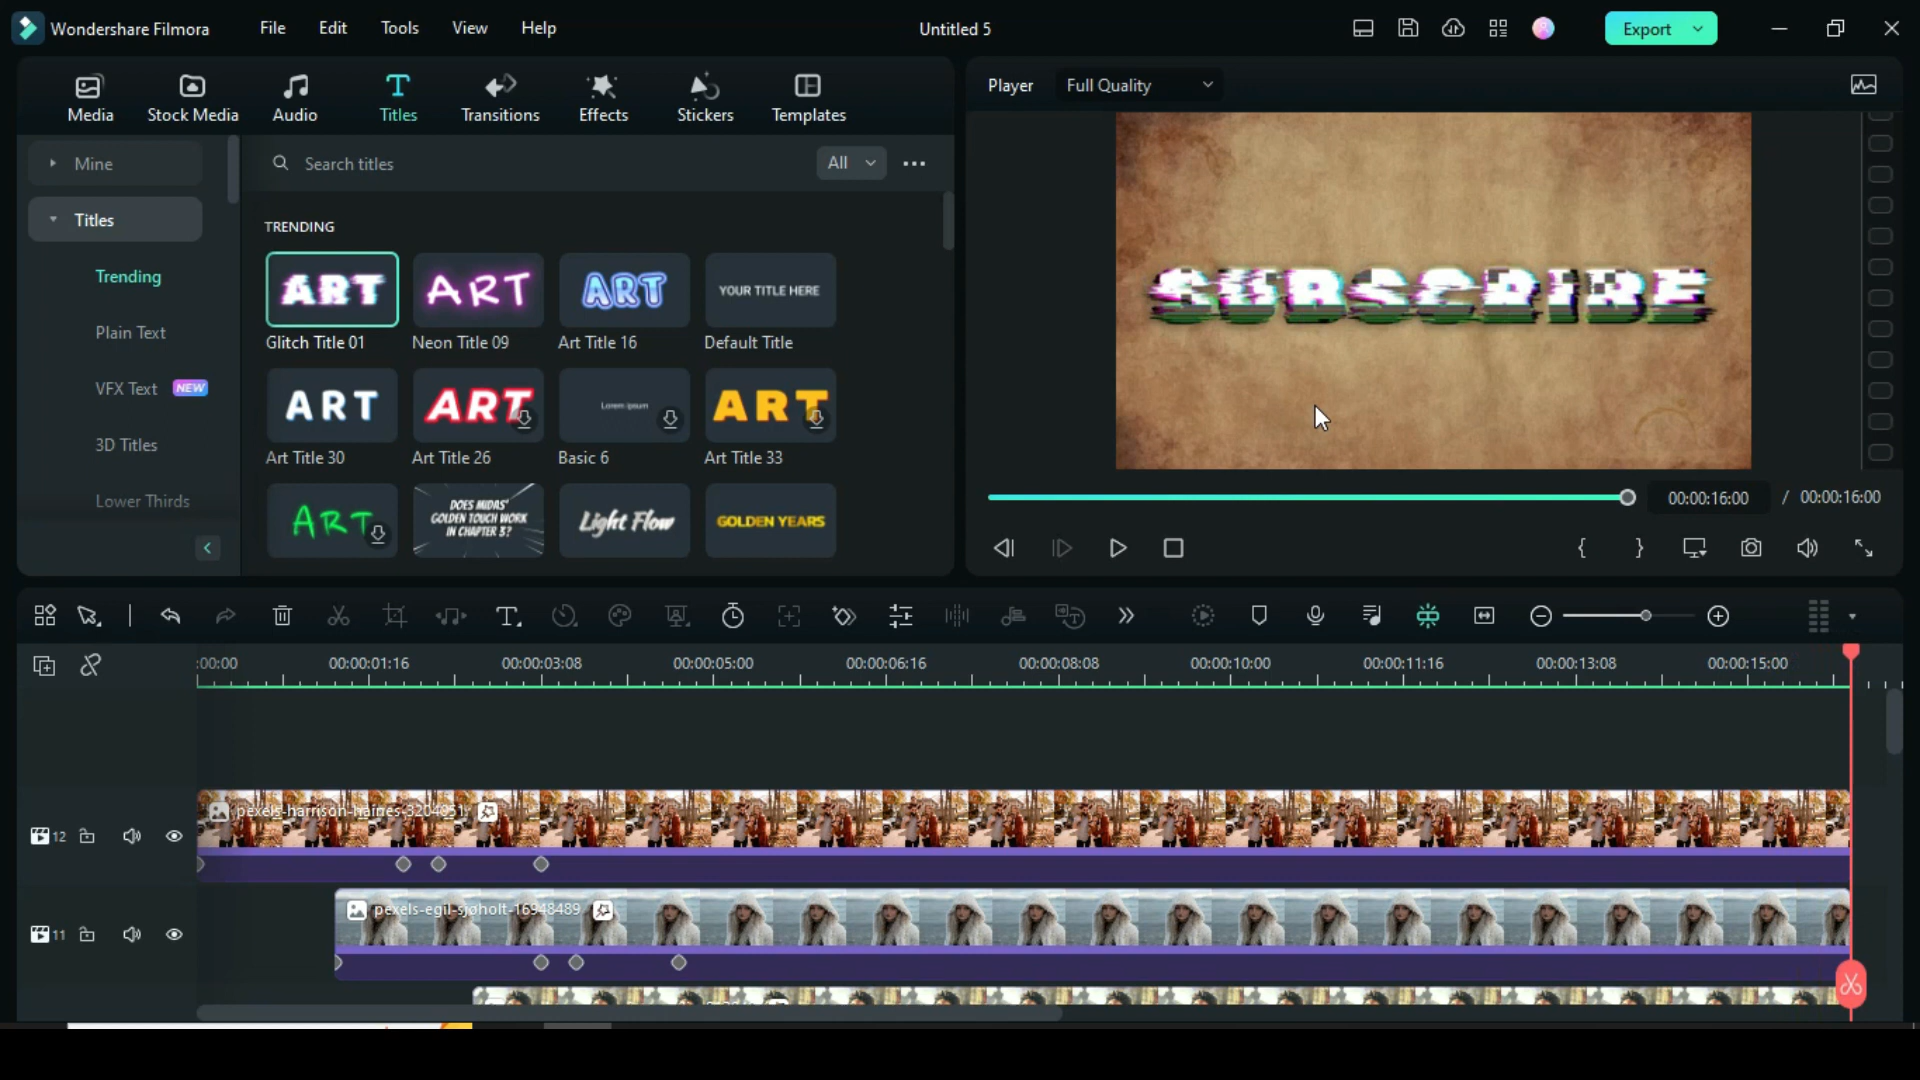 Wondershare Filmora
File
Edit
Tools
View
Help
Untitled 5
Export
Media
Stock Media
Audio
Titles
Transitions
Effects
Stickers
Templates
Player
Full Quality
Mine
Titles
Trending
Plain Text
VFX Text NEW
3D Titles
Lower Thirds
Search titles
All
TRENDING
ART
ART
ART
YOUR TITLE HERE
Glitch Title 01
Neon Title 09
Art Title 16
Default Title
ART
ART
Lorem Ipsum
ART
Art Title 30
Art Title 26
Basic 6
Art Title 33
ART
DOES MIDAS'
GOLDEN TOUCH WORK
IN CHAPTER 3?
Light Flow
GOLDEN YEARS
SUBSCRIBE
00:00:16:00 / 00:00:16:00
{ }
:00:00
00:00:01:16
00:00:03:08
00:00:05:00
00:00:06:16
00:00:08:08
00:00:10:00
00:00:11:16
00:00:13:08
00:00:15:00
pexels-harrison-haines-3204951
12
pexels-egil-sjøholt-16948489
11